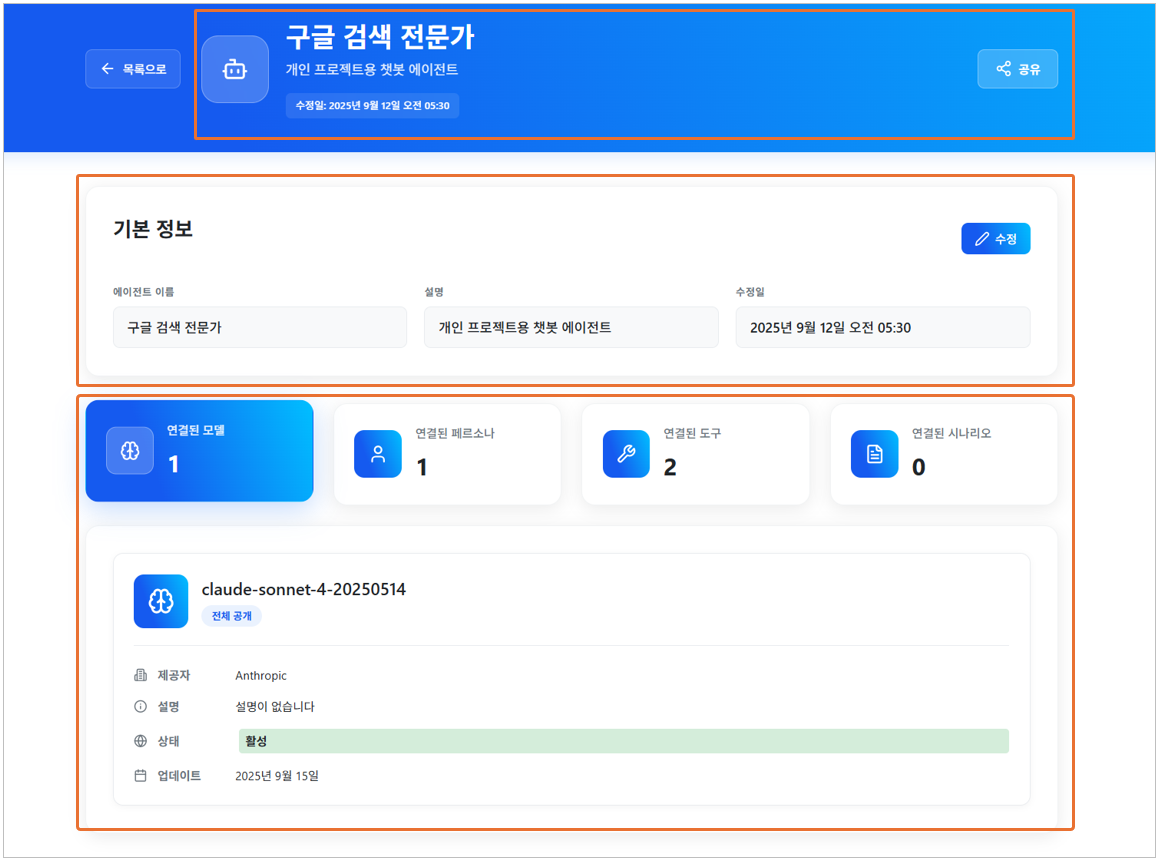 목록으로
구글 검색 전문가
개인 프로젝트용 챗봇 에이전트
수정일: 2025년 9월 12일 오전 05:30
공유
기본 정보
수정
에이전트 이름
구글 검색 전문가
설명
개인 프로젝트용 챗봇 에이전트
수정일
2025년 9월 12일 오전 05:30
연결된 모델
1
연결된 페르소나
1
연결된 도구
2
연결된 시나리오
0
claude-sonnet-4-20250514
전체 공개
제공자 Anthropic
설명 설명이 없습니다
상태 활성
업데이트 2025년 9월 15일